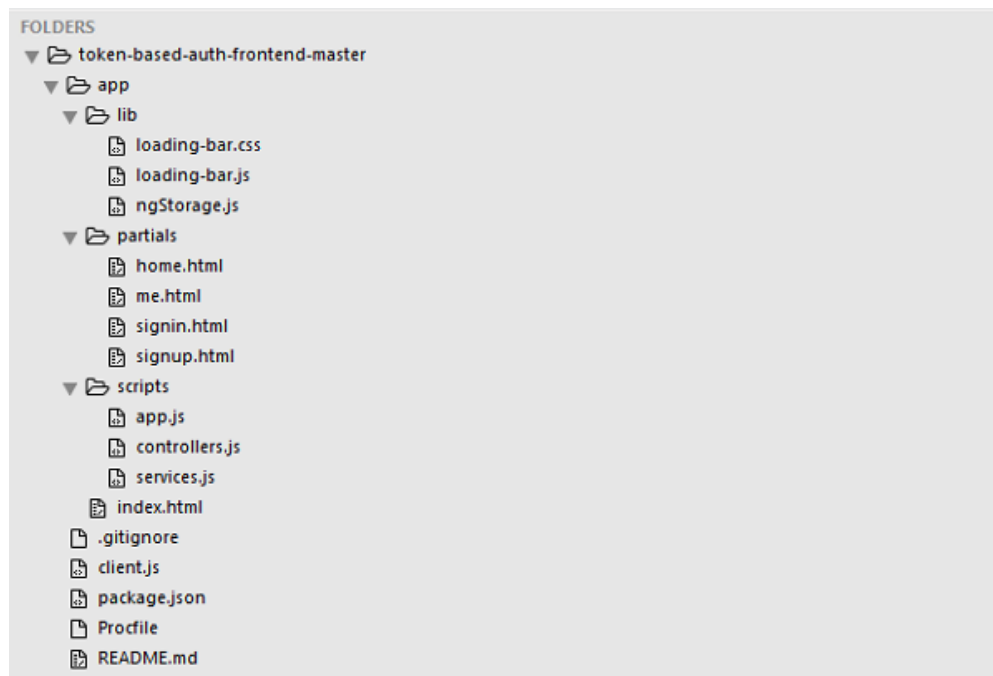 FOLDERS
token-based-auth-frontend-master
app
lib
loading-bar.css
loading-bar.js
ngStorage.js
partials
home.html
me.html
signin.html
signup.html
scripts
app.js
controllers.js
services.js
index.html
.gitignore
client.js
package.json
Procfile
README.md